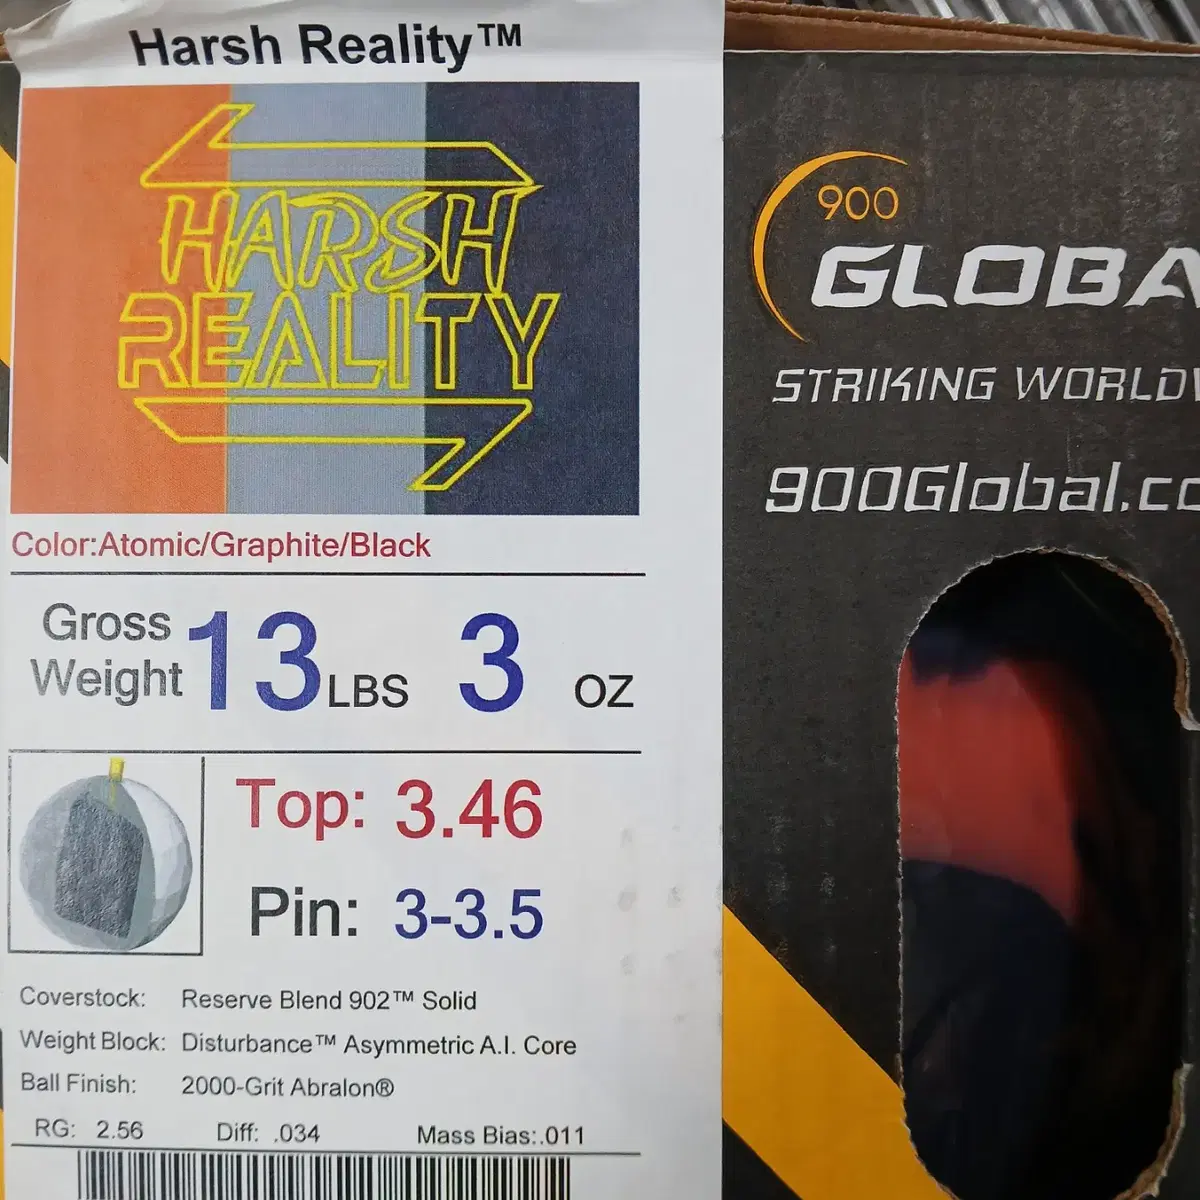 Harsh Reality™
HARSH
REALITY
Color:Atomic/Graphite/Black
Gross
Weight 13 LBS 3 OZ
Top: 3.46
Pin: 3-3.5
Coverstock: Reserve Blend 902™ Solid
Weight Block: Disturbance™ Asymmetric A.I. Core
Ball Finish: 2000-Grit Abralon®
RG: 2.56 Diff: .034 Mass Bias:.011
900
GLOBA
STRIKING WORLDW
900Global.co